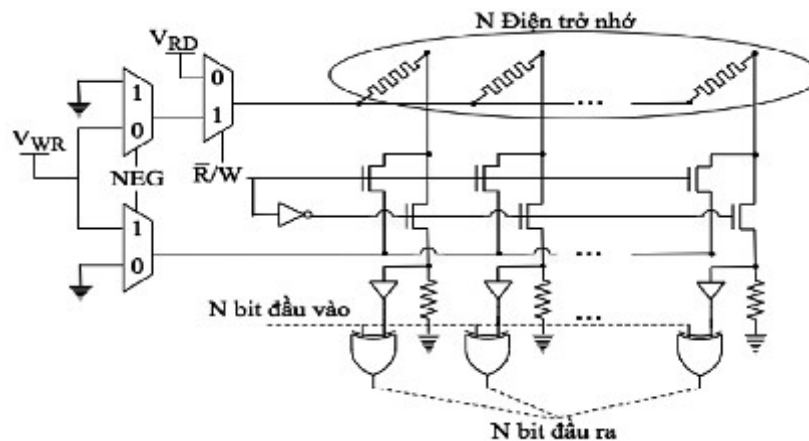 N Điện trở nhớ
V_RD
0
1
1
0
V_WR
NEG
R̄/W
1
0
...
...
N bit đầu vào
...
N bit đầu ra